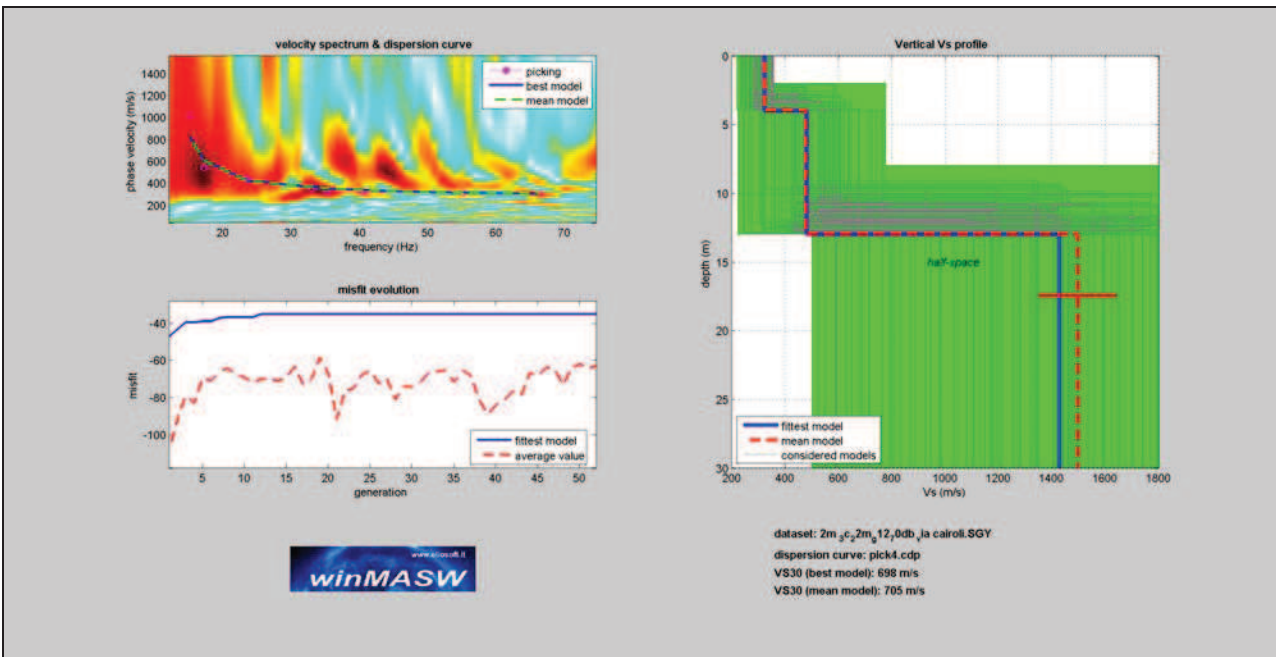 velocity spectrum & dispersion curve
1400
1200
1000
800
600
400
200
phase velocity (m/s)
picking
best model
mean model
20
30
40
50
60
70
frequency (Hz)
misfit evolution
-40
-60
-80
-100
misfit
fittest model
average value
5
10
15
20
25
30
35
40
45
50
generation
www.eliosoft.it
winMASW
Vertical Vs profile
0
5
10
15
20
25
30
depth (m)
half-space
fittest model
mean model
considered models
200
400
600
800
1000
1200
1400
1600
1800
Vs (m/s)
dataset: 2m_3c_22m_g12_70db_via cairoli.SGY
dispersion curve: pick4.cdp
VS30 (best model): 698 m/s
VS30 (mean model): 705 m/s